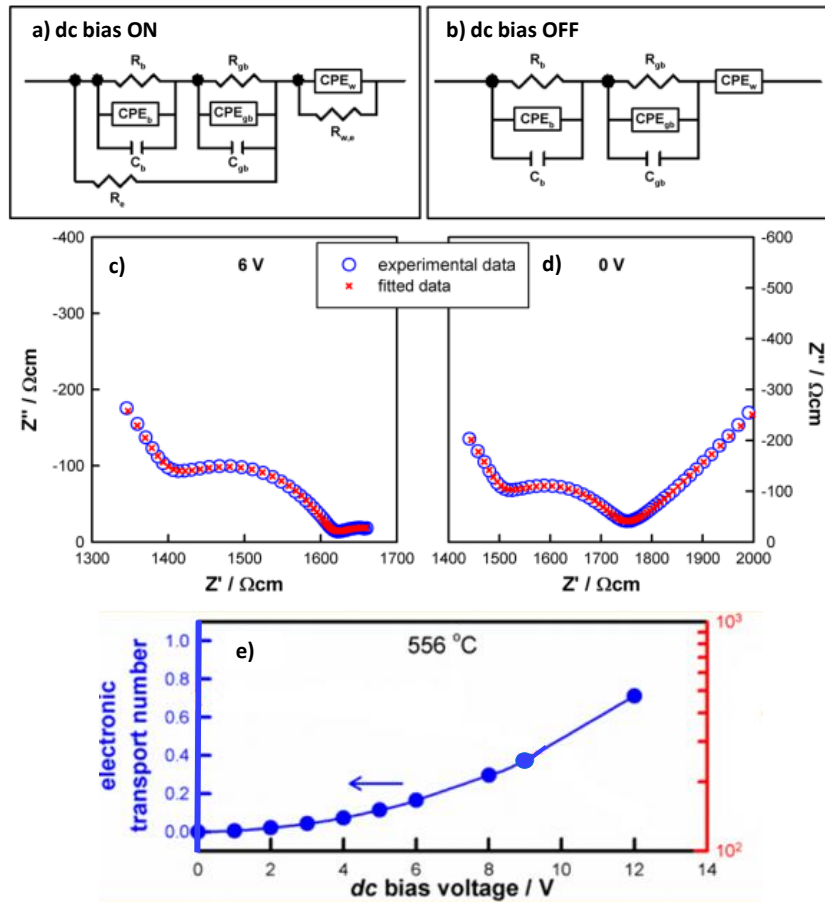 a) dc bias ON
R_b
R_gb
CPE_w
CPE_b
CPE_gb
R_w,e
C_b
C_gb
R_e
b) dc bias OFF
R_b
R_gb
CPE_w
CPE_b
CPE_gb
C_b
C_gb
c)
6 V
experimental data
fitted data
d)
0 V
-400
-300
-200
-100
0
Z'' / Ωcm
1300 1400 1500 1600 1700
Z' / Ωcm
-600
-500
-400
-300
-200
-100
0
Z'' / Ωcm
1400 1500 1600 1700 1800 1900 2000
Z' / Ωcm
e)
556 °C
electronic
transport number
1.0
0.8
0.6
0.4
0.2
0.0
10³
10²
0 2 4 6 8 10 12 14
dc bias voltage / V